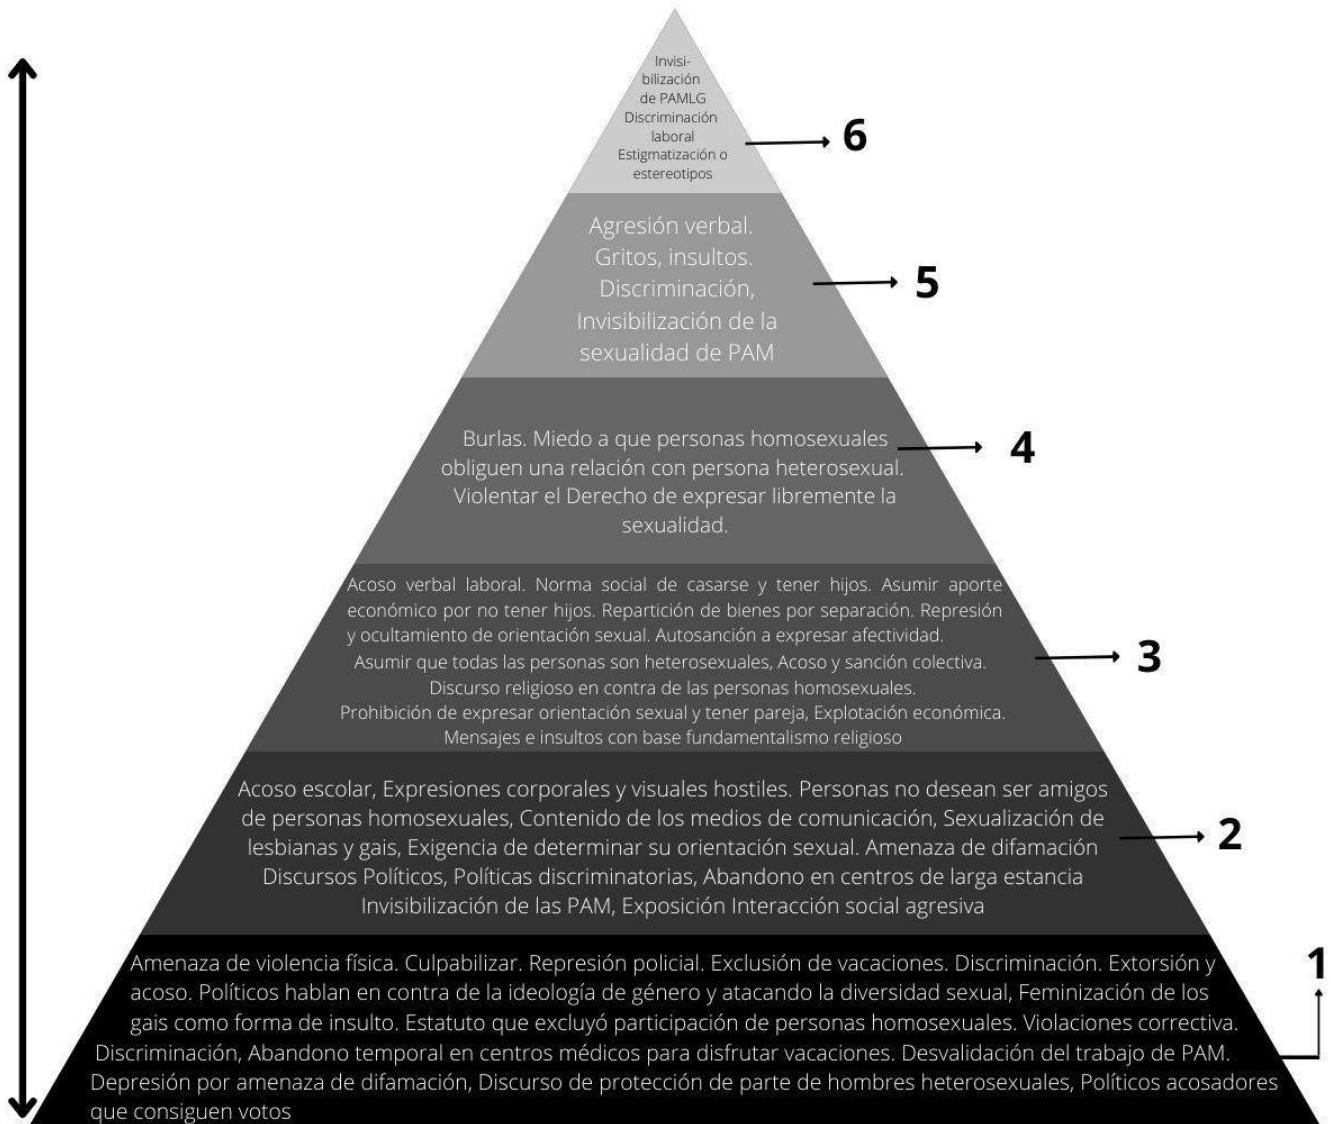 Invisi-
bilización
de PAMLG
Discriminación
laboral
Estigmatización o
estereotipos
6
Agresión verbal.
Gritos, insultos.
Discriminación,
Invisibilización de la
sexualidad de PAM
5
Burlas. Miedo a que personas homosexuales
obliguen una relación con persona heterosexual.
Violentar el Derecho de expresar libremente la
sexualidad.
4
Acoso verbal laboral. Norma social de casarse y tener hijos. Asumir aporte
económico por no tener hijos. Repartición de bienes por separación. Represión
y ocultamiento de orientación sexual. Autosanción a expresar afectividad.
Asumir que todas las personas son heterosexuales, Acoso y sanción colectiva.
Discurso religioso en contra de las personas homosexuales.
Prohibición de expresar orientación sexual y tener pareja, Explotación económica.
Mensajes e insultos con base fundamentalismo religioso
3
Acoso escolar, Expresiones corporales y visuales hostiles. Personas no desean ser amigos
de personas homosexuales, Contenido de los medios de comunicación, Sexualización de
lesbianas y gais, Exigencia de determinar su orientación sexual. Amenaza de difamación
Discursos Políticos, Políticas discriminatorias, Abandono en centros de larga estancia
Invisibilización de las PAM, Exposición Interacción social agresiva
2
Amenaza de violencia física. Culpabilizar. Represión policial. Exclusión de vacaciones. Discriminación. Extorsión y
acoso. Políticos hablan en contra de la ideología de género y atacando la diversidad sexual, Feminización de los
gais como forma de insulto. Estatuto que excluyó participación de personas homosexuales. Violaciones correctiva.
Discriminación, Abandono temporal en centros médicos para disfrutar vacaciones. Desvalidación del trabajo de PAM.
Depresión por amenaza de difamación, Discurso de protección de parte de hombres heterosexuales, Políticos acosadores
que consiguen votos
1